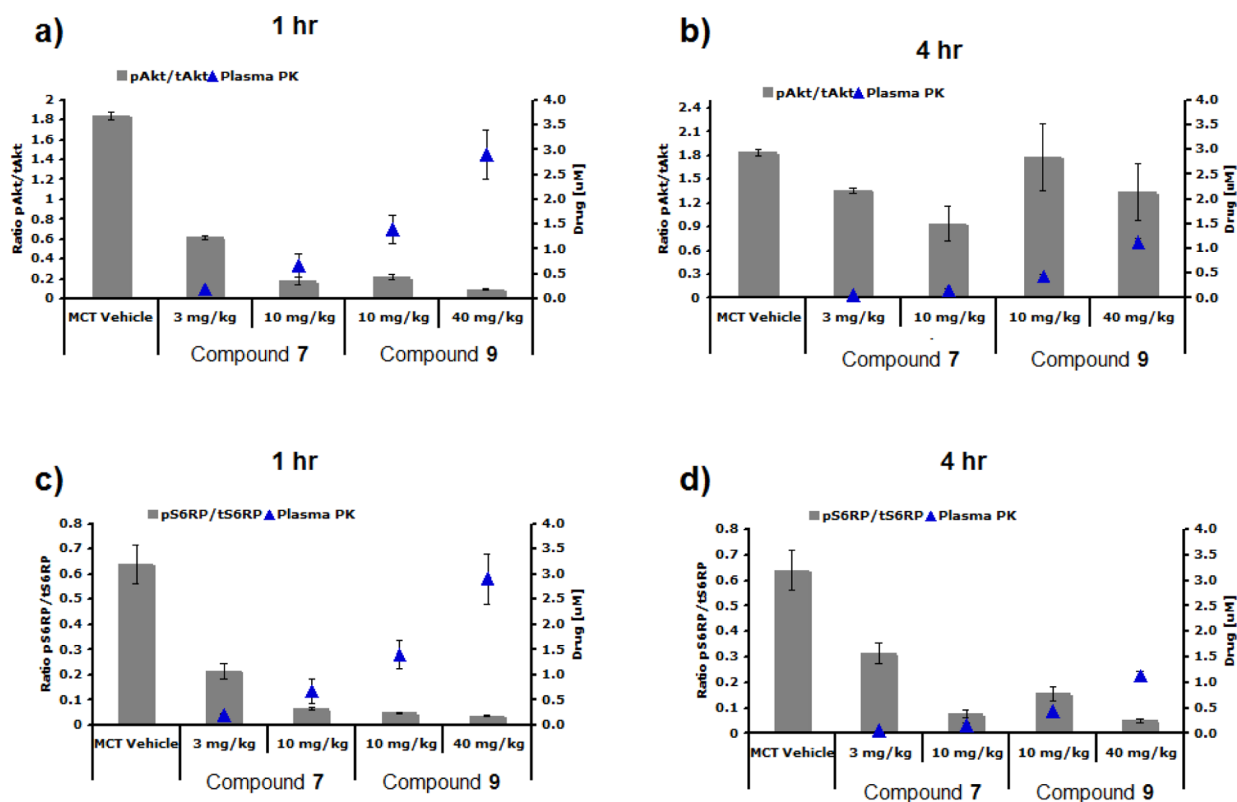 a)
1 hr
pAkt/tAkt Plasma PK
Ratio pAkt/tAkt
2
1.8
1.6
1.4
1.2
1
0.8
0.6
0.4
0.2
0
4.0
3.5
3.0
2.5
2.0
1.5
1.0
0.5
0.0
Drug [uM]
MCT Vehicle 3 mg/kg 10 mg/kg 10 mg/kg 40 mg/kg
Compound 7 Compound 9
b)
4 hr
pAkt/tAkt Plasma PK
Ratio pAkt/tAkt
2.4
2.1
1.8
1.5
1.2
0.9
0.6
0.3
0
4.0
3.5
3.0
2.5
2.0
1.5
1.0
0.5
0.0
Drug [uM]
MCT Vehicle 3 mg/kg 10 mg/kg 10 mg/kg 40 mg/kg
Compound 7 Compound 9
c)
1 hr
pS6RP/tS6RP Plasma PK
Ratio pS6RP/tS6RP
0.8
0.7
0.6
0.5
0.4
0.3
0.2
0.1
0
4.0
3.5
3.0
2.5
2.0
1.5
1.0
0.5
0.0
Drug [uM]
MCT Vehicle 3 mg/kg 10 mg/kg 10 mg/kg 40 mg/kg
Compound 7 Compound 9
d)
4 hr
pS6RP/tS6RP Plasma PK
Ratio pS6RP/tS6RP
0.8
0.7
0.6
0.5
0.4
0.3
0.2
0.1
0
4.0
3.5
3.0
2.5
2.0
1.5
1.0
0.5
0.0
Drug [uM]
MCT Vehicle 3 mg/kg 10 mg/kg 10 mg/kg 40 mg/kg
Compound 7 Compound 9